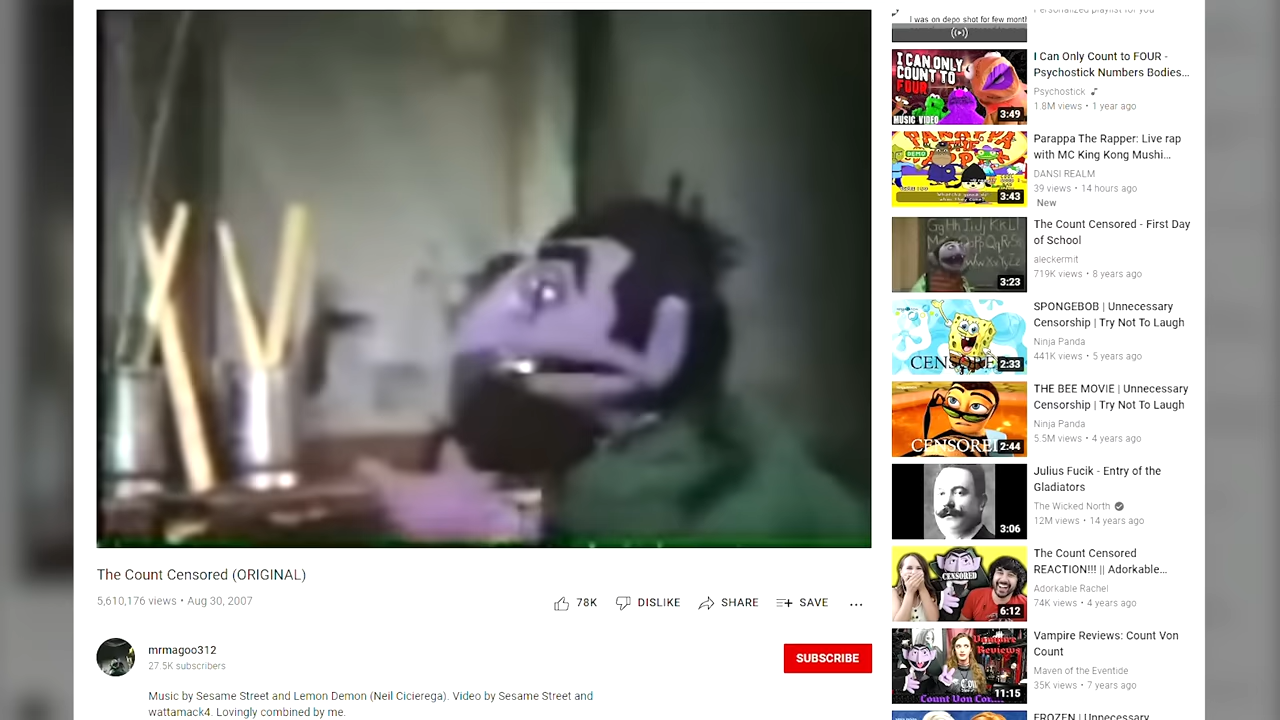 The Count Censored (ORIGINAL)
5,610,176 views • Aug 30, 2007
78K
DISLIKE
SHARE
SAVE
mrmagoo312
27.5K subscribers
SUBSCRIBE
Music by Sesame Street and Lemon Demon (Neil Cicierega). Video by Sesame Street and
by me.
Personalized playlist for you
I was on depo shot for few month
I CAN ONLY
COUNT TO
FOUR
MUSIC VIDEO
3:49
I Can Only Count to FOUR -
Psychostick Numbers Bodies...
Psychostick
1.8M views • 1 year ago
PARAPPA
THE
DEMO
3:43
Parappa The Rapper: Live rap
with MC King Kong Mushi...
DANSI REALM
39 views • 14 hours ago
New
3:23
The Count Censored - First Day
of School
aleckermit
719K views • 8 years ago
CENSORED
2:33
SPONGEBOB | Unnecessary
Censorship | Try Not To Laugh
Ninja Panda
441K views • 5 years ago
CENSORED
2:44
THE BEE MOVIE | Unnecessary
Censorship | Try Not To Laugh
Ninja Panda
5.5M views • 4 years ago
3:06
Julius Fucik - Entry of the
Gladiators
The Wicked North
12M views • 14 years ago
CENSORED
6:12
The Count Censored
REACTION!!! || Adorkable...
Adorkable Rachel
74K views • 4 years ago
Vampire
Reviews:
Count Von Co
11:15
Vampire Reviews: Count Von
Count
Maven of the Eventide
35K views • 7 years ago
FROZEN | Unnecessary